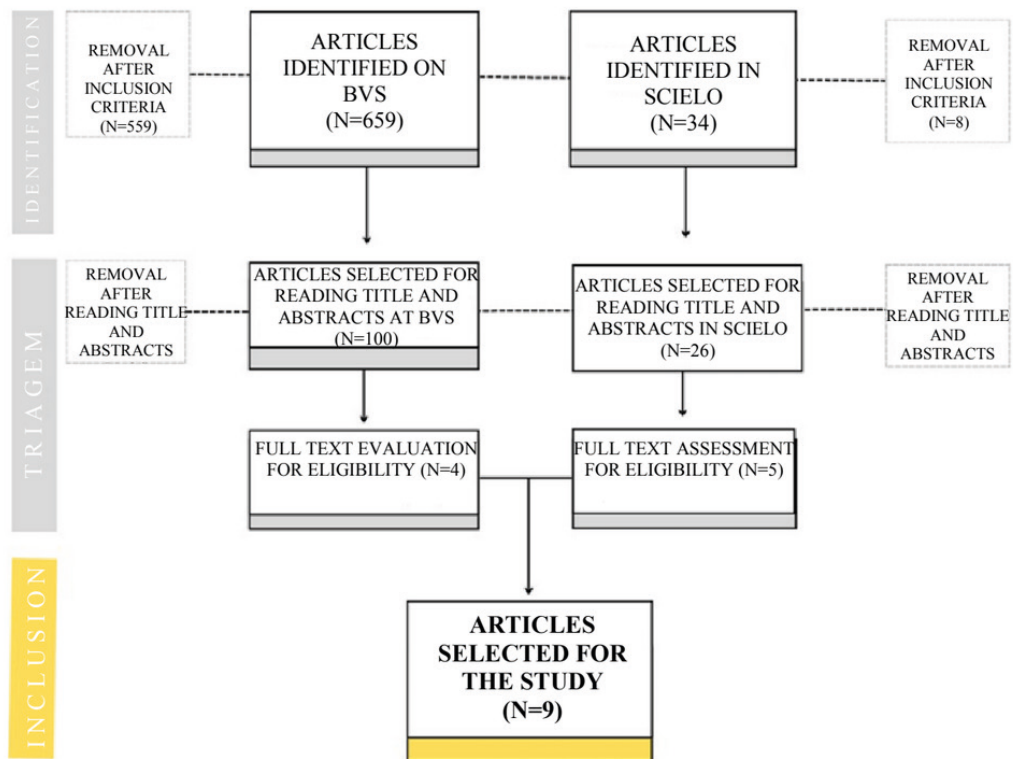 IDENTIFICATION
REMOVAL
AFTER
INCLUSION
CRITERIA
(N=559)
ARTICLES
IDENTIFIED ON
BVS
(N=659)
ARTICLES
IDENTIFIED IN
SCIELO
(N=34)
REMOVAL
AFTER
INCLUSION
CRITERIA
(N=8)
TRIAGEM
REMOVAL
AFTER
READING TITLE
AND
ABSTRACTS
ARTICLES SELECTED FOR
READING TITLE AND
ABSTRACTS AT BVS
(N=100)
ARTICLES SELECTED FOR
READING TITLE AND
ABSTRACTS IN SCIELO
(N=26)
REMOVAL
AFTER
READING TITLE
AND
ABSTRACTS
FULL TEXT EVALUATION
FOR ELIGIBILITY (N=4)
FULL TEXT ASSESSMENT
FOR ELIGIBILITY (N=5)
INCLUSION
ARTICLES
SELECTED FOR
THE STUDY
(N=9)